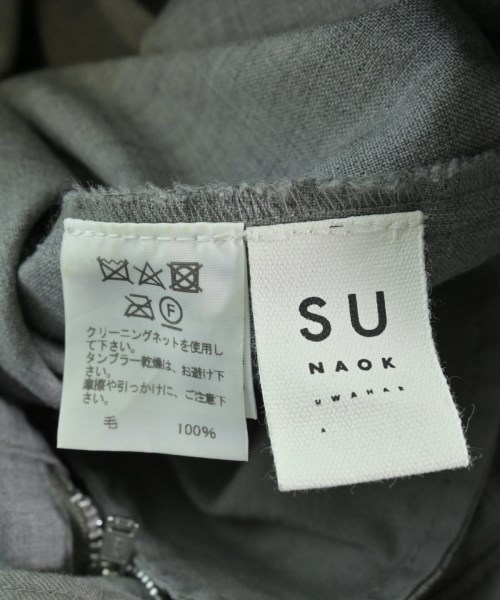 F
クリーニングネットを使用し
て下さい。
タンブラー乾燥は、お避け下
さい。
摩擦や引っかけに、ご注意下
さい。
毛 100%
SU
NAOK
UWAHAR
A